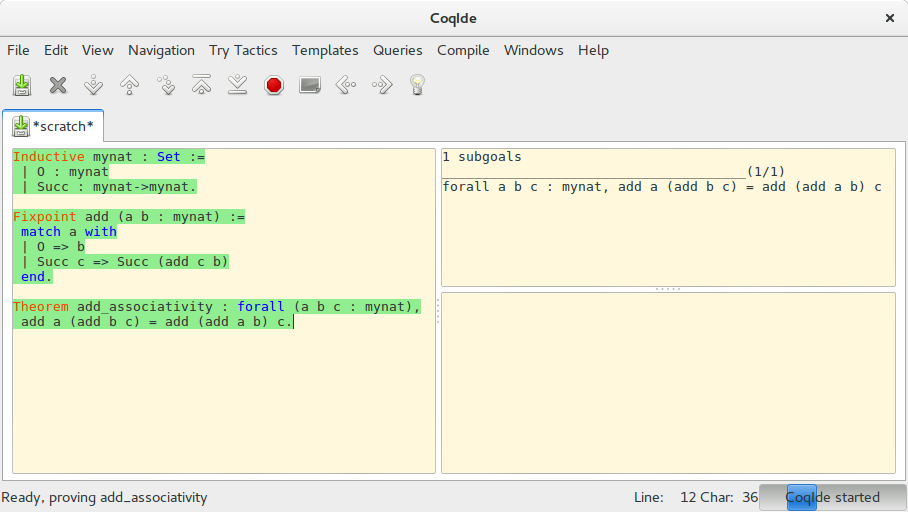 CoqIde
File Edit View Navigation Try Tactics Templates Queries Compile Windows Help
*scratch*
Inductive mynat : Set :=
| O : mynat
| Succ : mynat->mynat.
Fixpoint add (a b : mynat) :=
match a with
| O => b
| Succ c => Succ (add c b)
end.
Theorem add_associativity : forall (a b c : mynat),
add a (add b c) = add (add a b) c.
1 subgoals
______________________________________(1/1)
forall a b c : mynat, add a (add b c) = add (add a b) c
Ready, proving add_associativity
Line: 12 Char: 36
CoqIde started